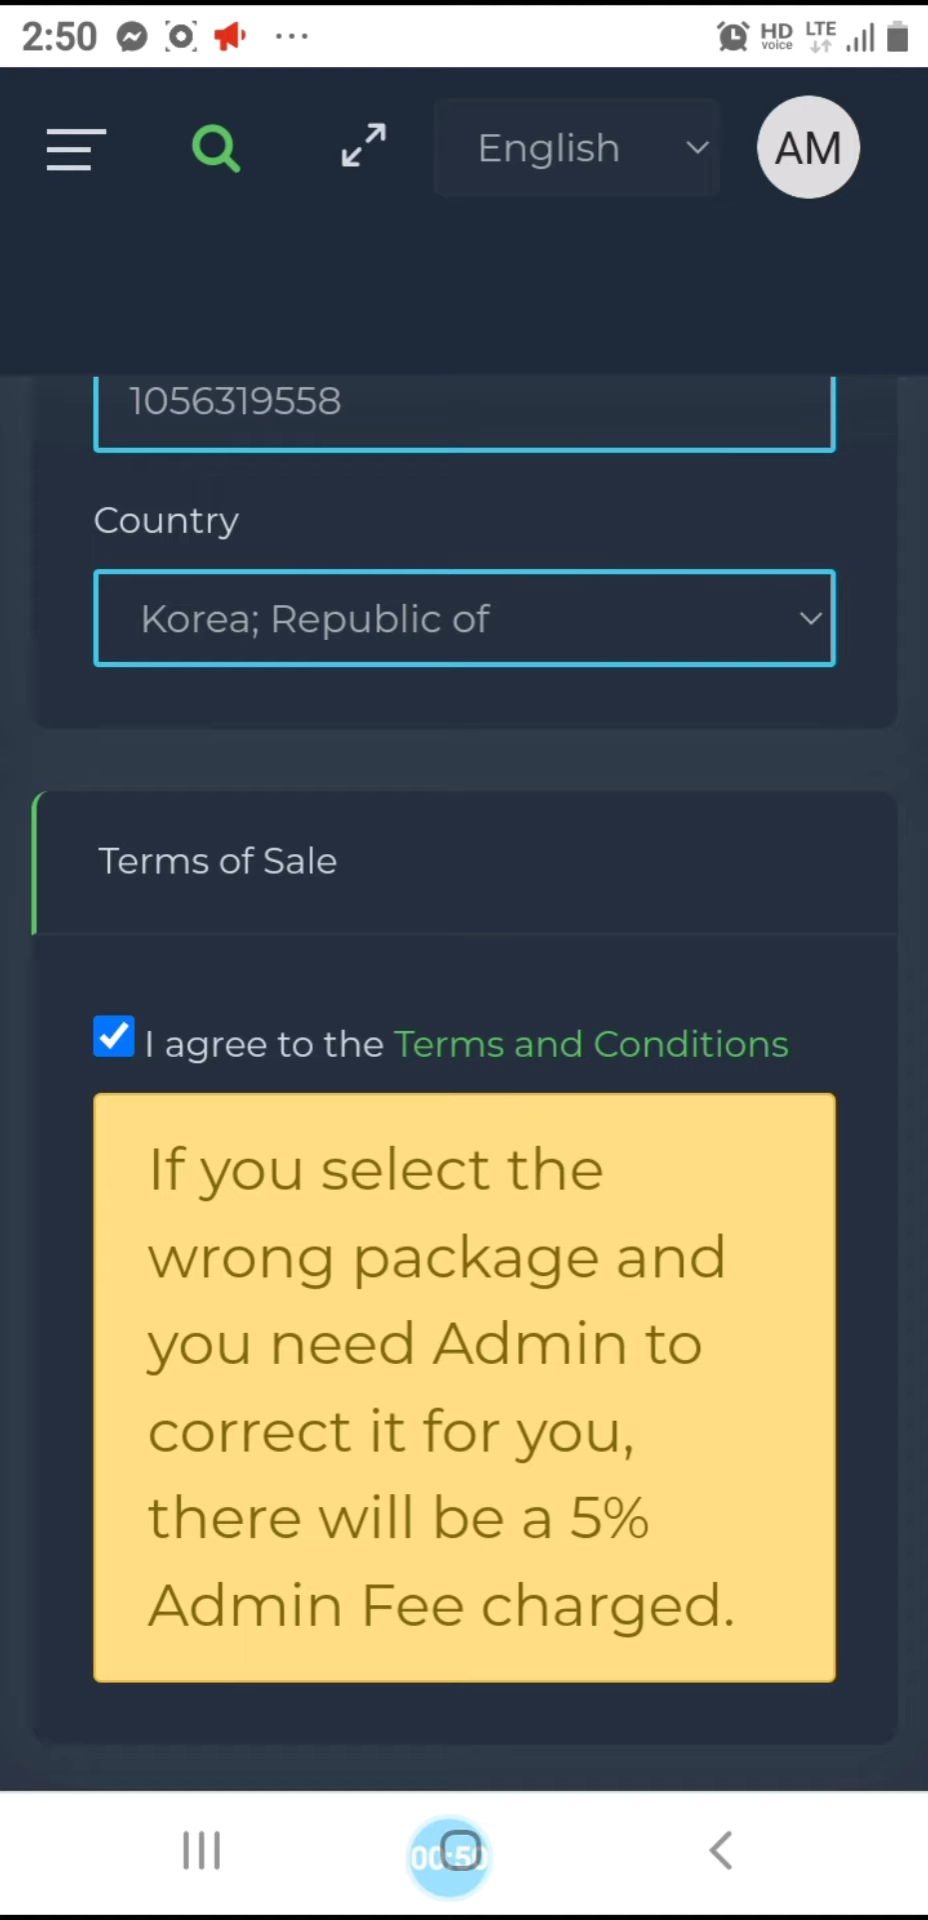 2:50 HD voice LTE
English AM
1056319558
Country
Korea; Republic of
Terms of Sale
I agree to the Terms and Conditions
If you select the
wrong package and
you need Admin to
correct it for you,
there will be a 5%
Admin Fee charged.
00:50